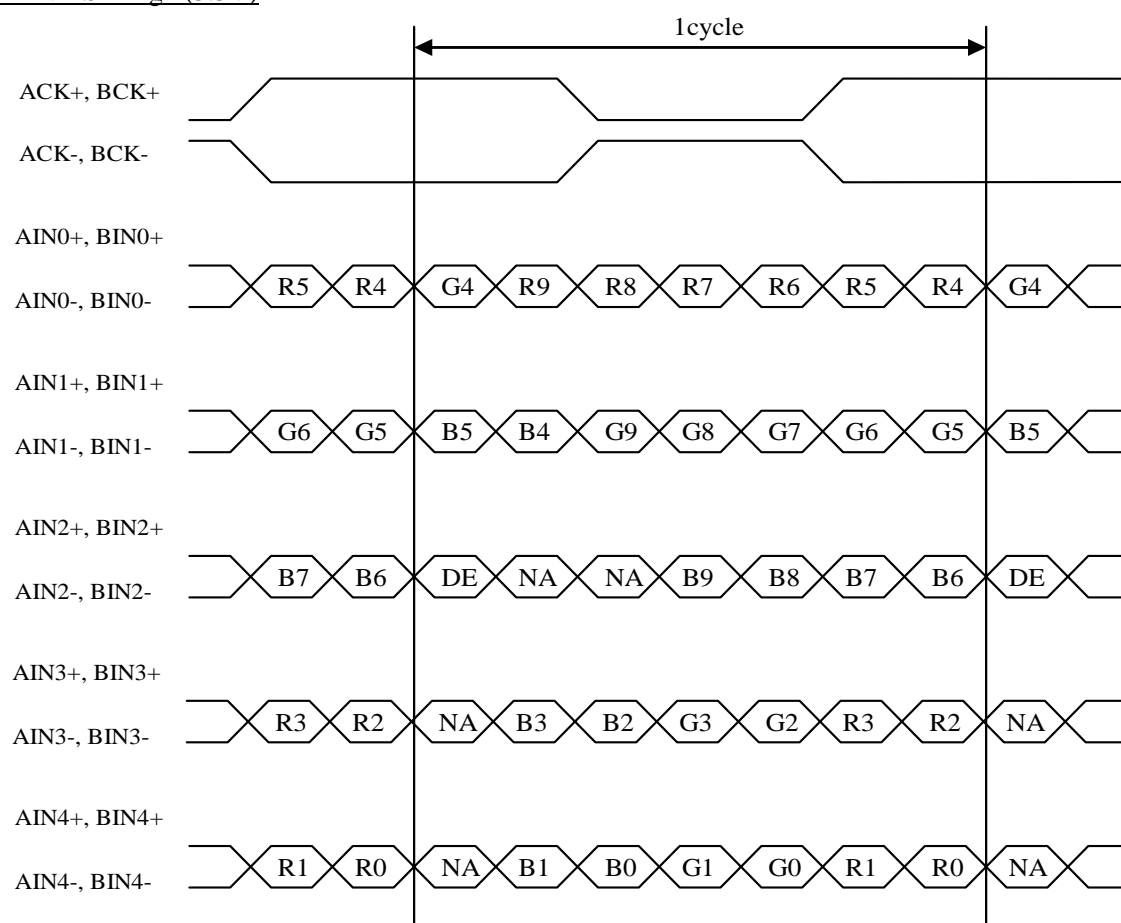 1cycle
ACK+, BCK+
ACK-, BCK-
AIN0+, BIN0+
R5 R4 G4 R9 R8 R7 R6 R5 R4 G4
AIN0-, BIN0-
AIN1+, BIN1+
G6 G5 B5 B4 G9 G8 G7 G6 G5 B5
AIN1-, BIN1-
AIN2+, BIN2+
B7 B6 DE NA NA B9 B8 B7 B6 DE
AIN2-, BIN2-
AIN3+, BIN3+
R3 R2 NA B3 B2 G3 G2 R3 R2 NA
AIN3-, BIN3-
AIN4+, BIN4+
R1 R0 NA B1 B0 G1 G0 R1 R0 NA
AIN4-, BIN4-